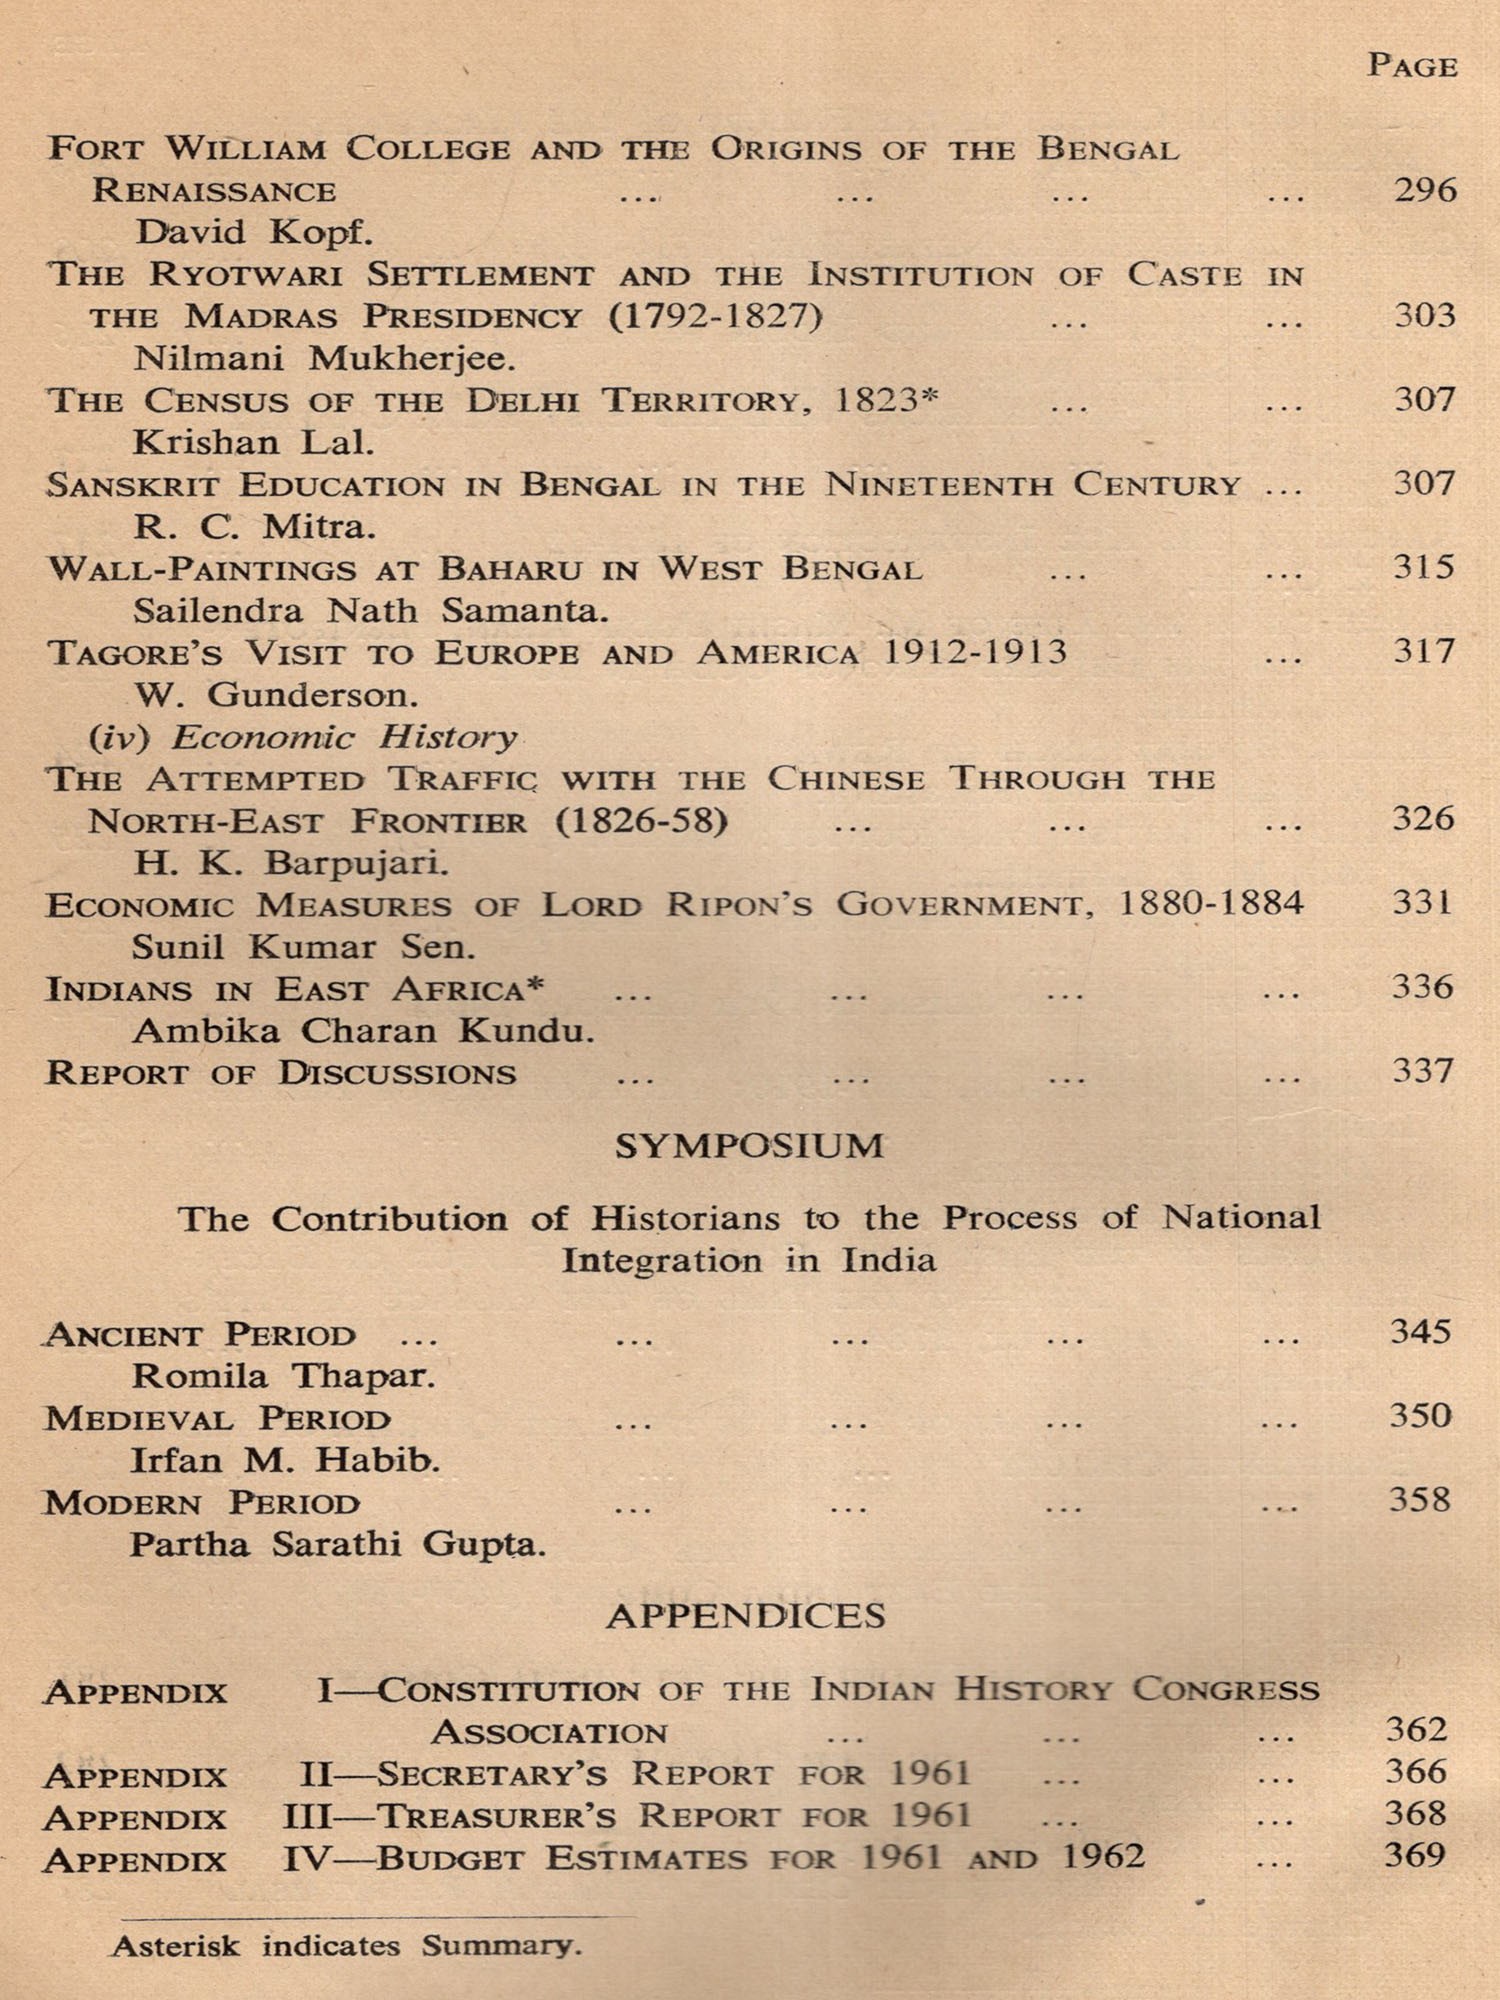 PAGE
FORT WILLIAM COLLEGE AND THE ORIGINS OF THE BENGAL
RENAISSANCE ... ... ... ... 296
David Kopf.
THE RYOTWARI SETTLEMENT AND THE INSTITUTION OF CASTE IN
THE MADRAS PRESIDENCY (1792-1827) ... ... 303
Nilmani Mukherjee.
THE CENSUS OF THE DELHI TERRITORY, 1823* ... ... 307
Krishan Lal.
SANSKRIT EDUCATION IN BENGAL IN THE NINETEENTH CENTURY ... 307
R. C. Mitra.
WALL-PAINTINGS AT BAHARU IN WEST BENGAL ... ... 315
Sailendra Nath Samanta.
TAGORE'S VISIT TO EUROPE AND AMERICA 1912-1913 ... 317
W. Gunderson.
(iv) Economic History
THE ATTEMPTED TRAFFIC WITH THE CHINESE THROUGH THE
NORTH-EAST FRONTIER (1826-58) ... ... ... 326
H. K. Barpujari.
ECONOMIC MEASURES OF LORD RIPON'S GOVERNMENT, 1880-1884 331
Sunil Kumar Sen.
INDIANS IN EAST AFRICA* ... ... ... ... 336
Ambika Charan Kundu.
REPORT OF DISCUSSIONS ... ... ... ... 337
SYMPOSIUM
The Contribution of Historians to the Process of National
Integration in India
ANCIENT PERIOD ... ... ... ... ... 345
Romila Thapar.
MEDIEVAL PERIOD ... ... ... ... 350
Irfan M. Habib.
MODERN PERIOD ... ... ... ... 358
Partha Sarathi Gupta.
APPENDICES
APPENDIX I—CONSTITUTION OF THE INDIAN HISTORY CONGRESS
ASSOCIATION ... ... ... 362
APPENDIX II—SECRETARY'S REPORT FOR 1961 ... ... 366
APPENDIX III—TREASURER'S REPORT FOR 1961 ... ... 368
APPENDIX IV—BUDGET ESTIMATES FOR 1961 AND 1962 ... 369
Asterisk indicates Summary.